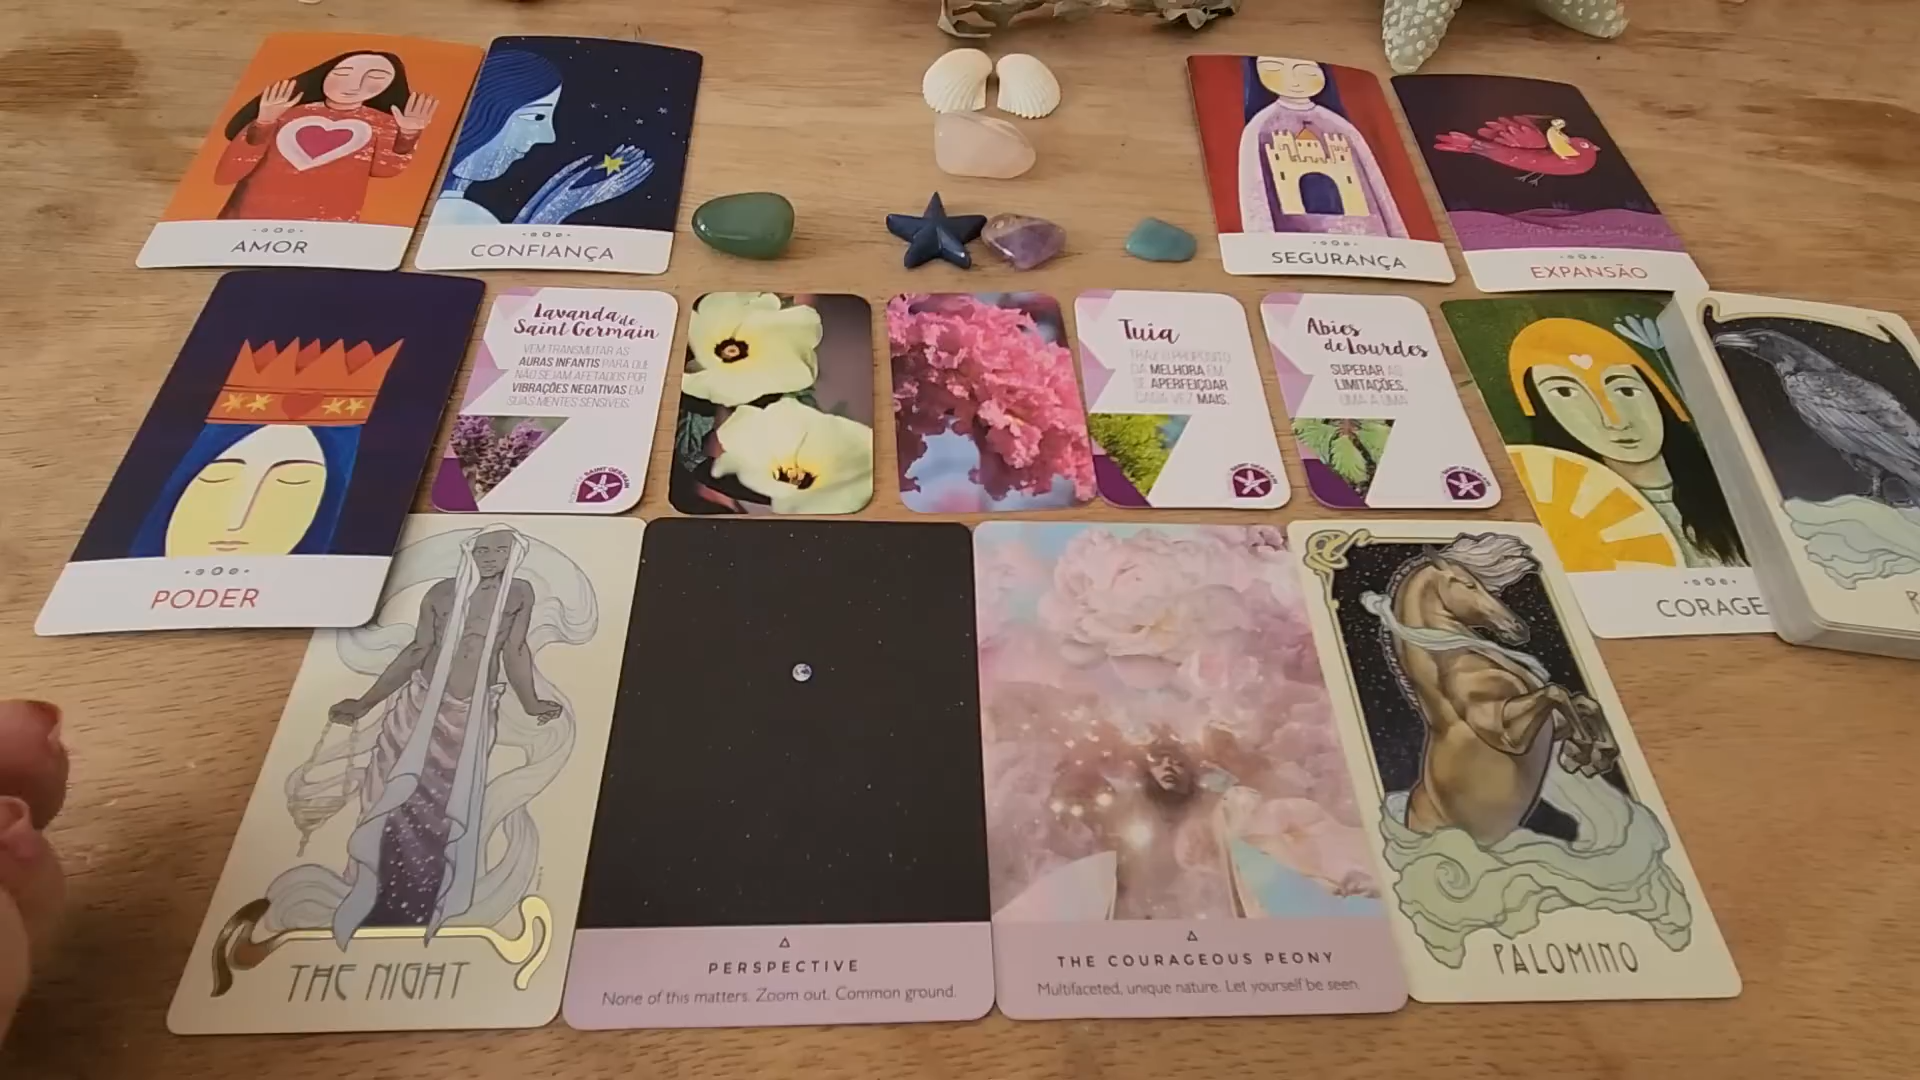 AMOR
CONFIANÇA
SEGURANÇA
EXPANSÃO
PODER
Lavanda de
Saint Germain
VEM TRANSMUTAR AS
AURAS INFANTIS PARA QUE
NÃO SEJAM AFETADOS POR
VIBRAÇÕES NEGATIVAS EM
SUAS MENTES SENSÍVEIS.
Tuia
TRAZ O PROPÓSITO
DA MELHORA EM
SE APERFEIÇOAR
CADA VEZ MAIS.
Abies
de Lourdes
SUPERAR AS
LIMITAÇÕES,
UMA A UMA.
CORAGE
THE NIGHT
PERSPECTIVE
None of this matters. Zoom out. Common ground.
THE COURAGEOUS PEONY
Multifaceted, unique nature. Let yourself be seen.
PALOMINO